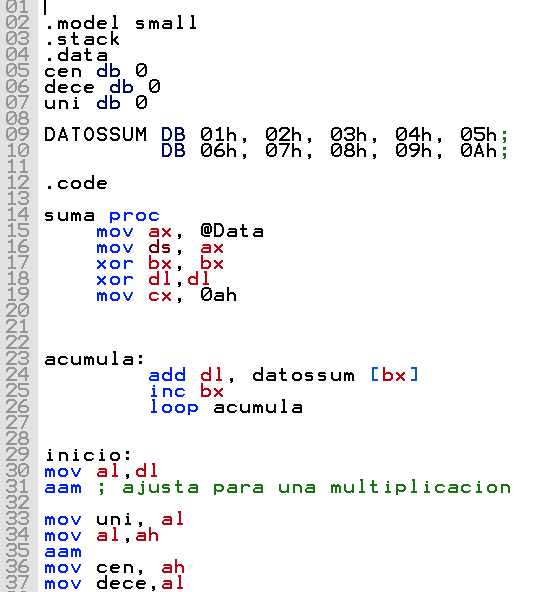 01
02 .model small
03 .stack
04 .data
05 cen db 0
06 dece db 0
07 uni db 0
08
09 DATOSSUM DB 01h, 02h, 03h, 04h, 05h;
10 DB 06h, 07h, 08h, 09h, 0Ah;
11
12 .code
13
14 suma proc
15 mov ax, @Data
16 mov ds, ax
17 xor bx, bx
18 xor dl,dl
19 mov cx, 0ah
20
21
22
23 acumula:
24 add dl, datossum [bx]
25 inc bx
26 loop acumula
27
28
29 inicio:
30 mov al,dl
31 aam ; ajusta para una multiplicacion
32
33 mov uni, al
34 mov al,ah
35 aam
36 mov cen, ah
37 mov dece,al